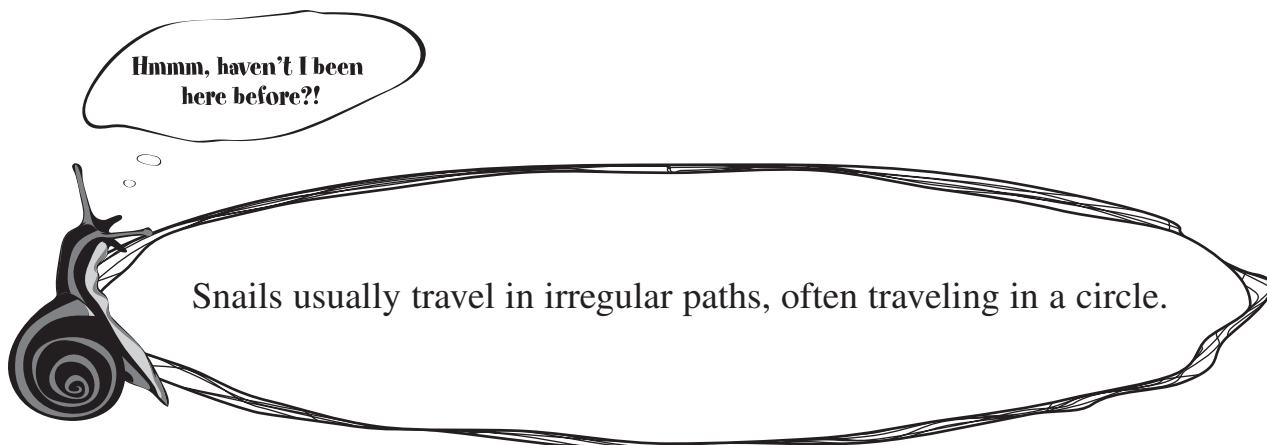 Hmmm, haven't I been
here before?!
Snails usually travel in irregular paths, often traveling in a circle.